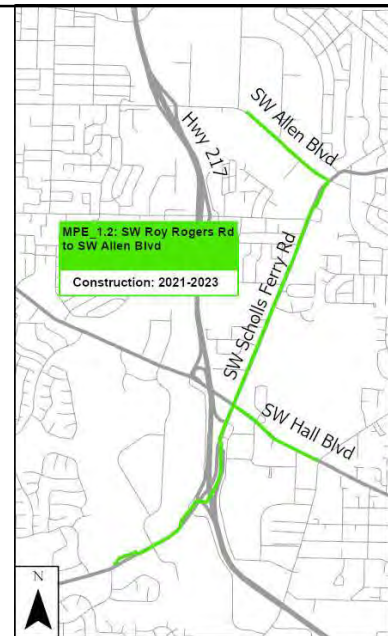 SW Allen Blvd
Hwy 217
MPE_1.2: SW Roy Rogers Rd
to SW Allen Blvd
Construction: 2021-2023
SW Scholls Ferry Rd
SW Hall Blvd
N